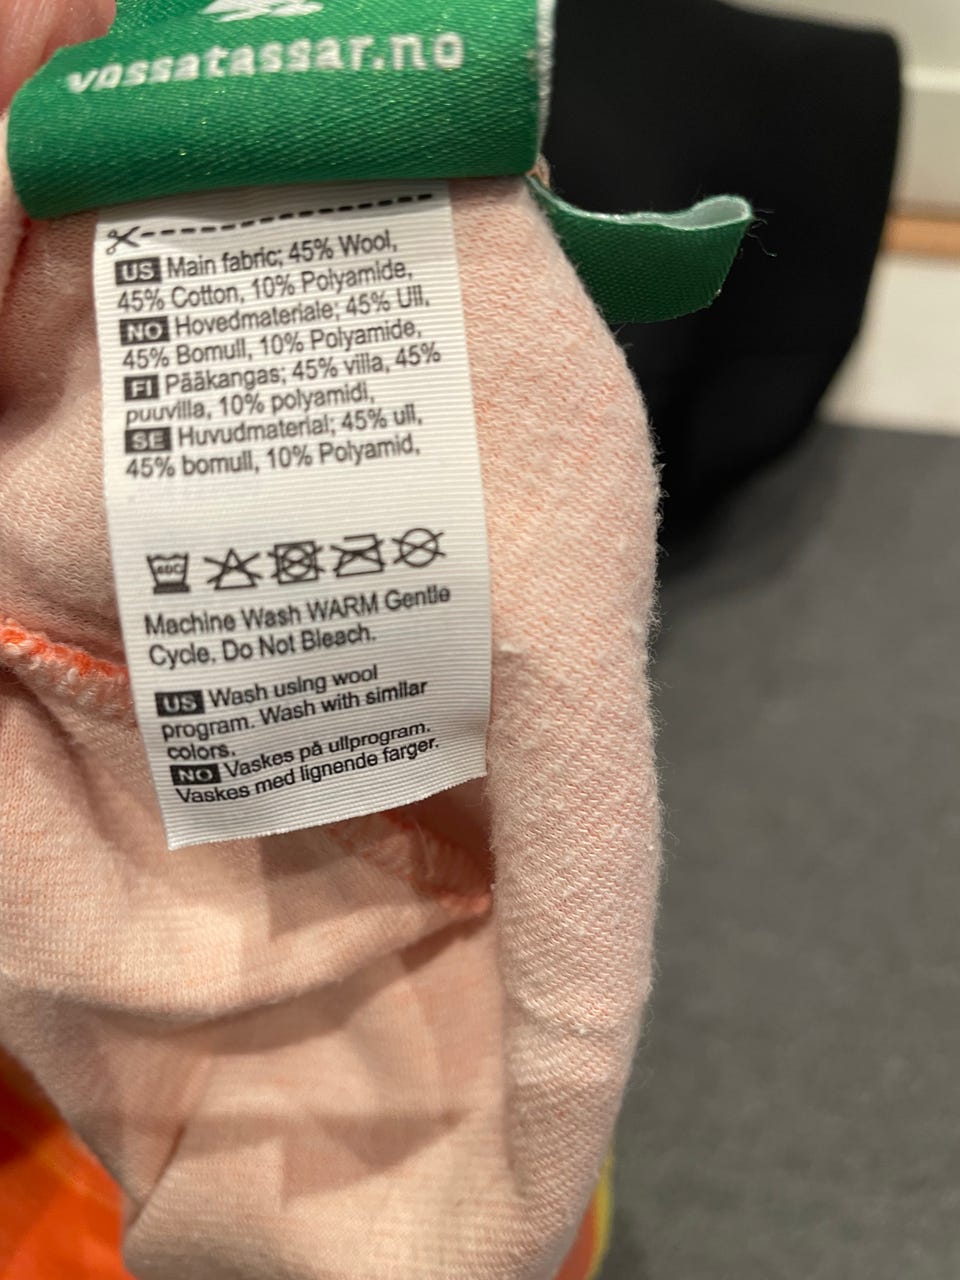 vossatassar.no
US Main fabric; 45% Wool,
45% Cotton, 10% Polyamide,
NO Hovedmateriale; 45% Ull,
45% Bomull, 10% Polyamide,
FI Pääkangas; 45% villa, 45%
puuvilla, 10% polyamidi,
SE Huvudmaterial; 45% ull,
45% bomull, 10% Polyamid,
40C
Machine Wash WARM Gentle
Cycle. Do Not Bleach.
US Wash using wool
program. Wash with similar
colors.
NO Vaskes på ullprogram.
Vaskes med lignende farger.